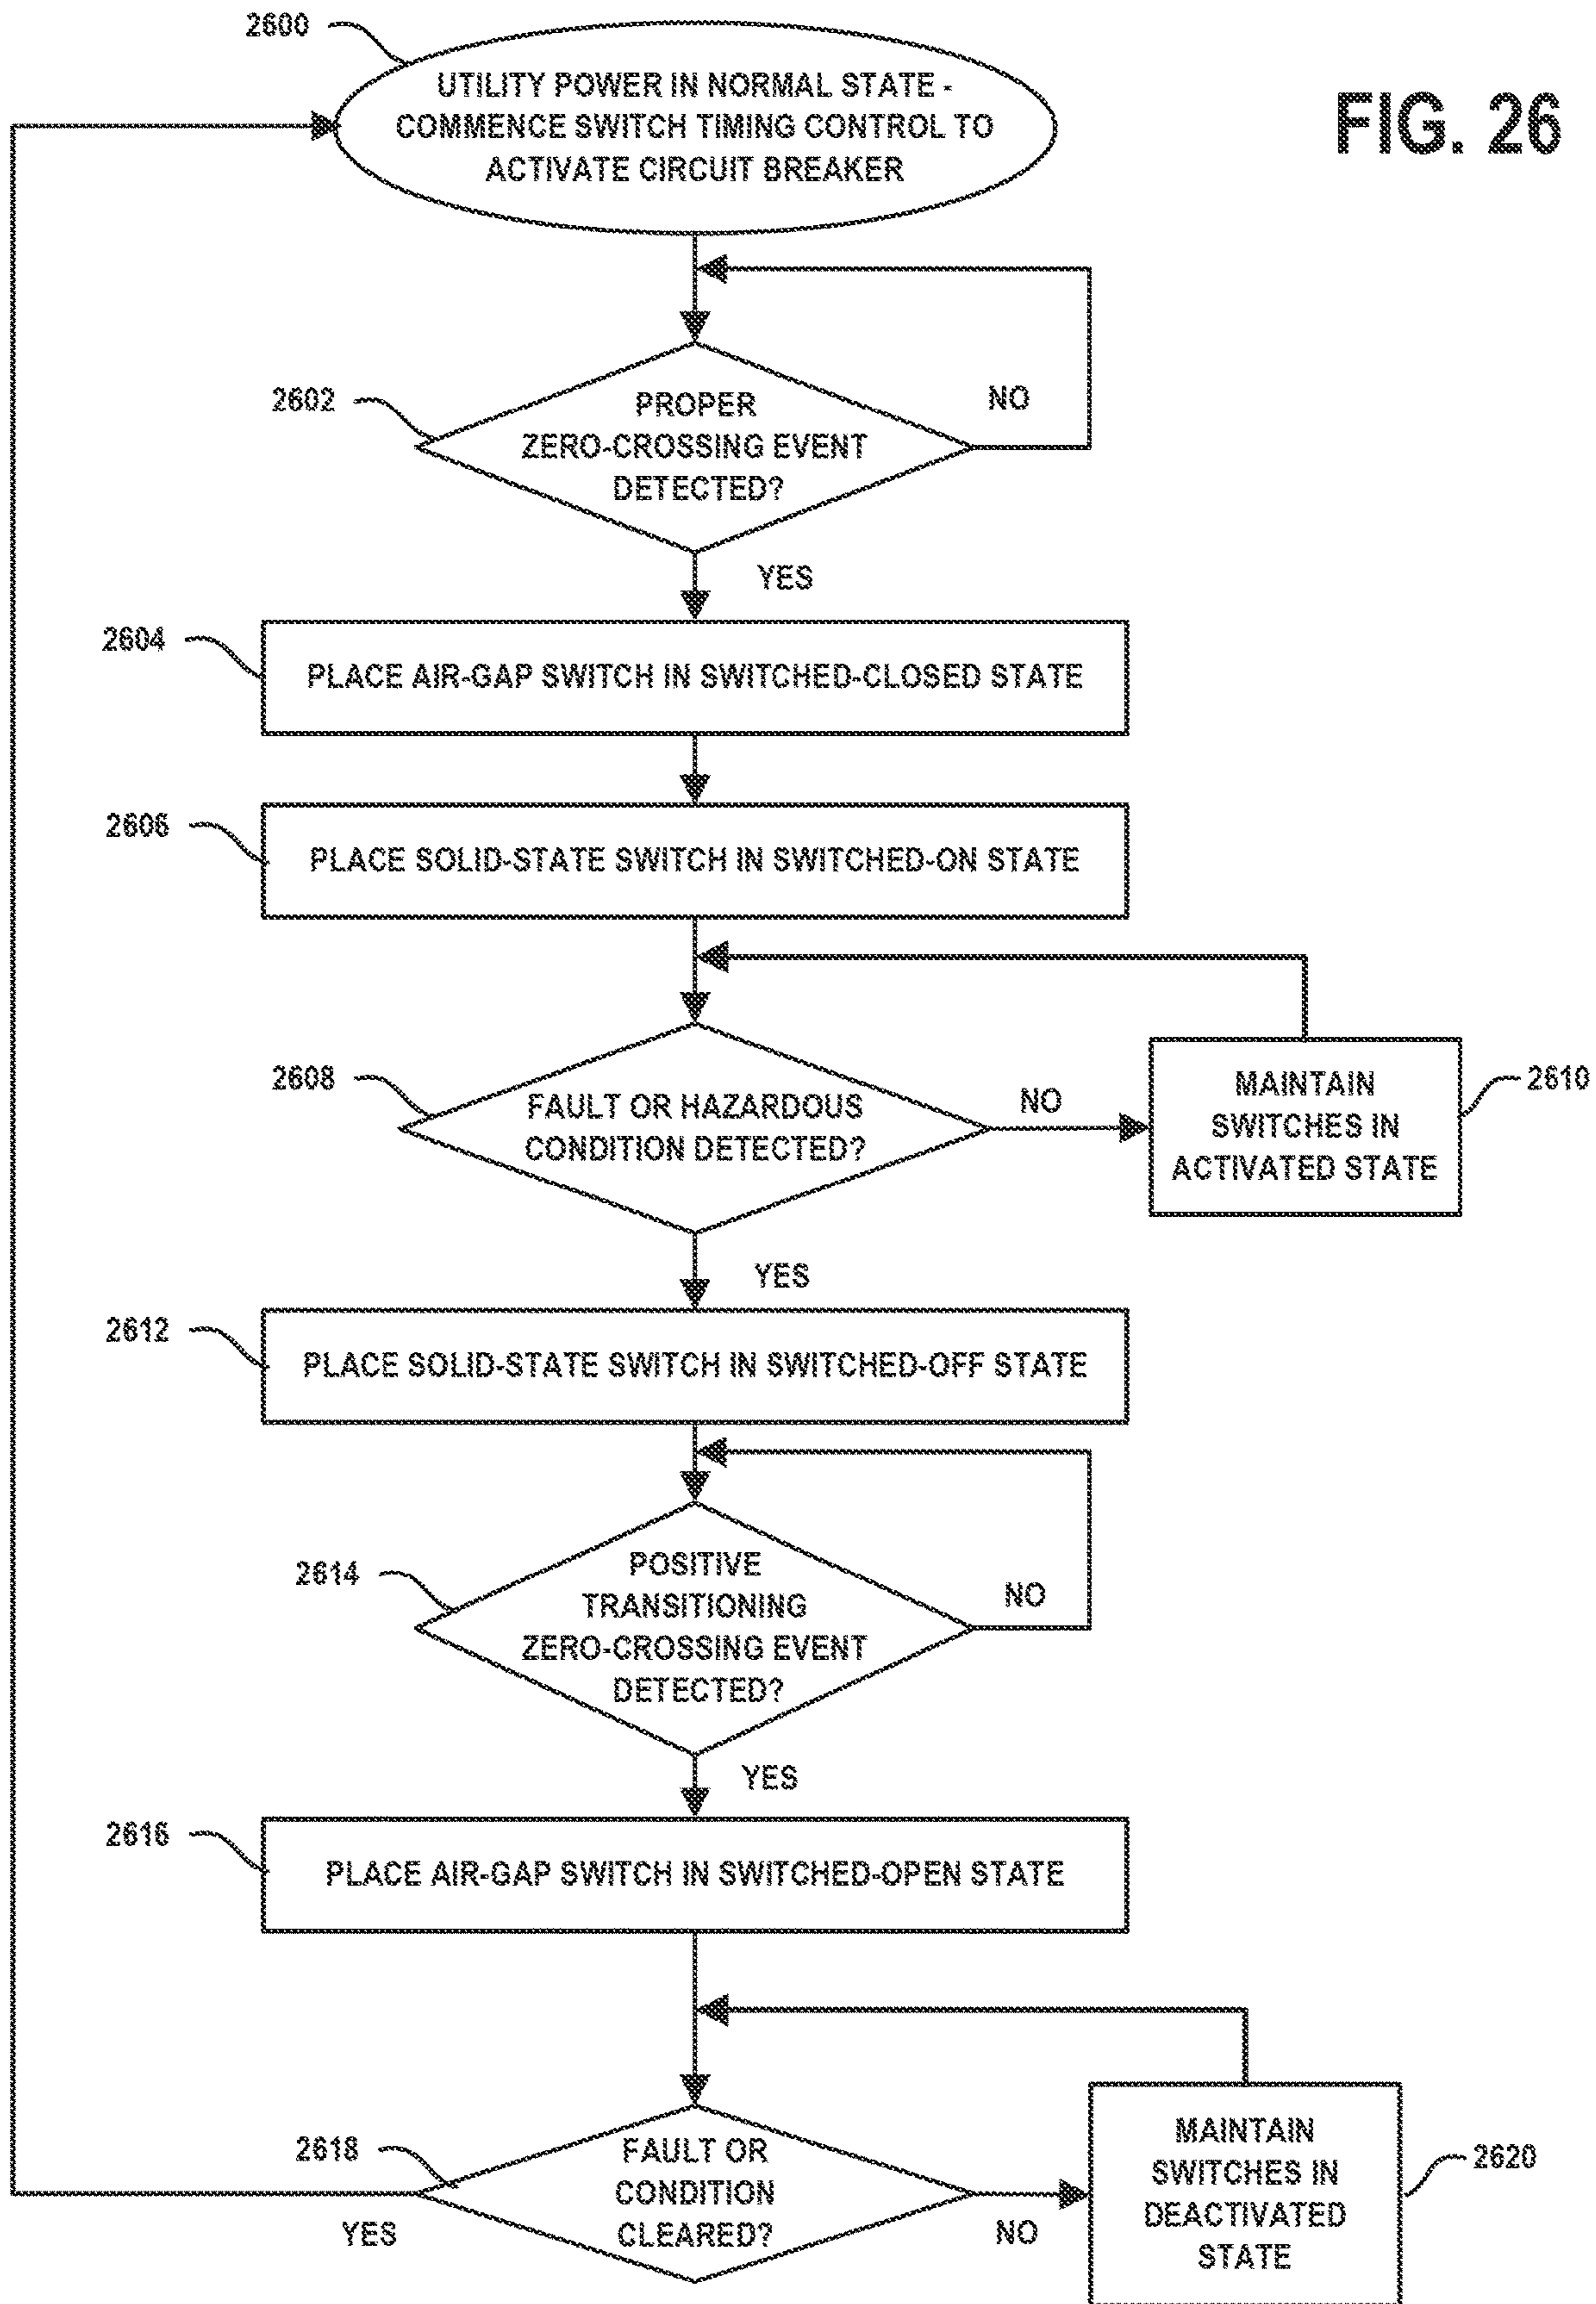 2600
UTILITY POWER IN NORMAL STATE -
COMMENCE SWITCH TIMING CONTROL TO
ACTIVATE CIRCUIT BREAKER
FIG. 26
2602
PROPER
ZERO-CROSSING EVENT
DETECTED?
NO
YES
2604
PLACE AIR-GAP SWITCH IN SWITCHED-CLOSED STATE
2606
PLACE SOLID-STATE SWITCH IN SWITCHED-ON STATE
2608
FAULT OR HAZARDOUS
CONDITION DETECTED?
NO
MAINTAIN
SWITCHES IN
ACTIVATED STATE
2610
YES
2612
PLACE SOLID-STATE SWITCH IN SWITCHED-OFF STATE
2614
POSITIVE
TRANSITIONING
ZERO-CROSSING EVENT
DETECTED?
NO
YES
2616
PLACE AIR-GAP SWITCH IN SWITCHED-OPEN STATE
2618
FAULT OR
CONDITION
CLEARED?
YES
NO
MAINTAIN
SWITCHES IN
DEACTIVATED
STATE
2620